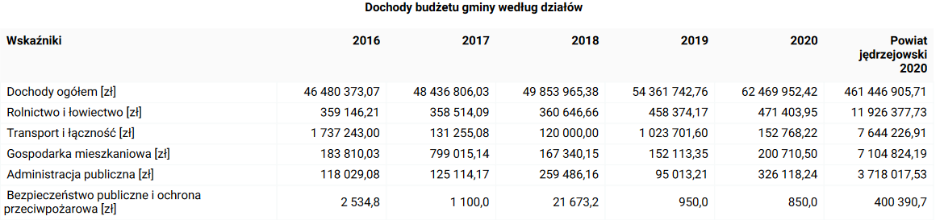 Dochody budżetu gminy według działów
Wskaźniki 2016 2017 2018 2019 2020 Powiat
jędrzejowski
2020
Dochody ogółem [zł] 46 480 373,07 48 436 806,03 49 853 965,38 54 361 742,76 62 469 952,42 461 446 905,71
Rolnictwo i łowiectwo [zł] 359 146,21 358 514,09 360 646,66 458 374,17 471 403,95 11 926 377,73
Transport i łączność [zł] 1 737 243,00 131 255,08 120 000,00 1 023 701,60 152 768,22 7 644 226,91
Gospodarka mieszkaniowa [zł] 183 810,03 799 015,14 167 340,15 152 113,35 200 710,50 7 104 824,19
Administracja publiczna [zł] 118 029,08 125 114,17 259 486,16 95 013,21 326 118,24 3 718 017,53
Bezpieczeństwo publiczne i ochrona
przeciwpożarowa [zł] 2 534,8 1 100,0 21 673,2 950,0 850,0 400 390,7